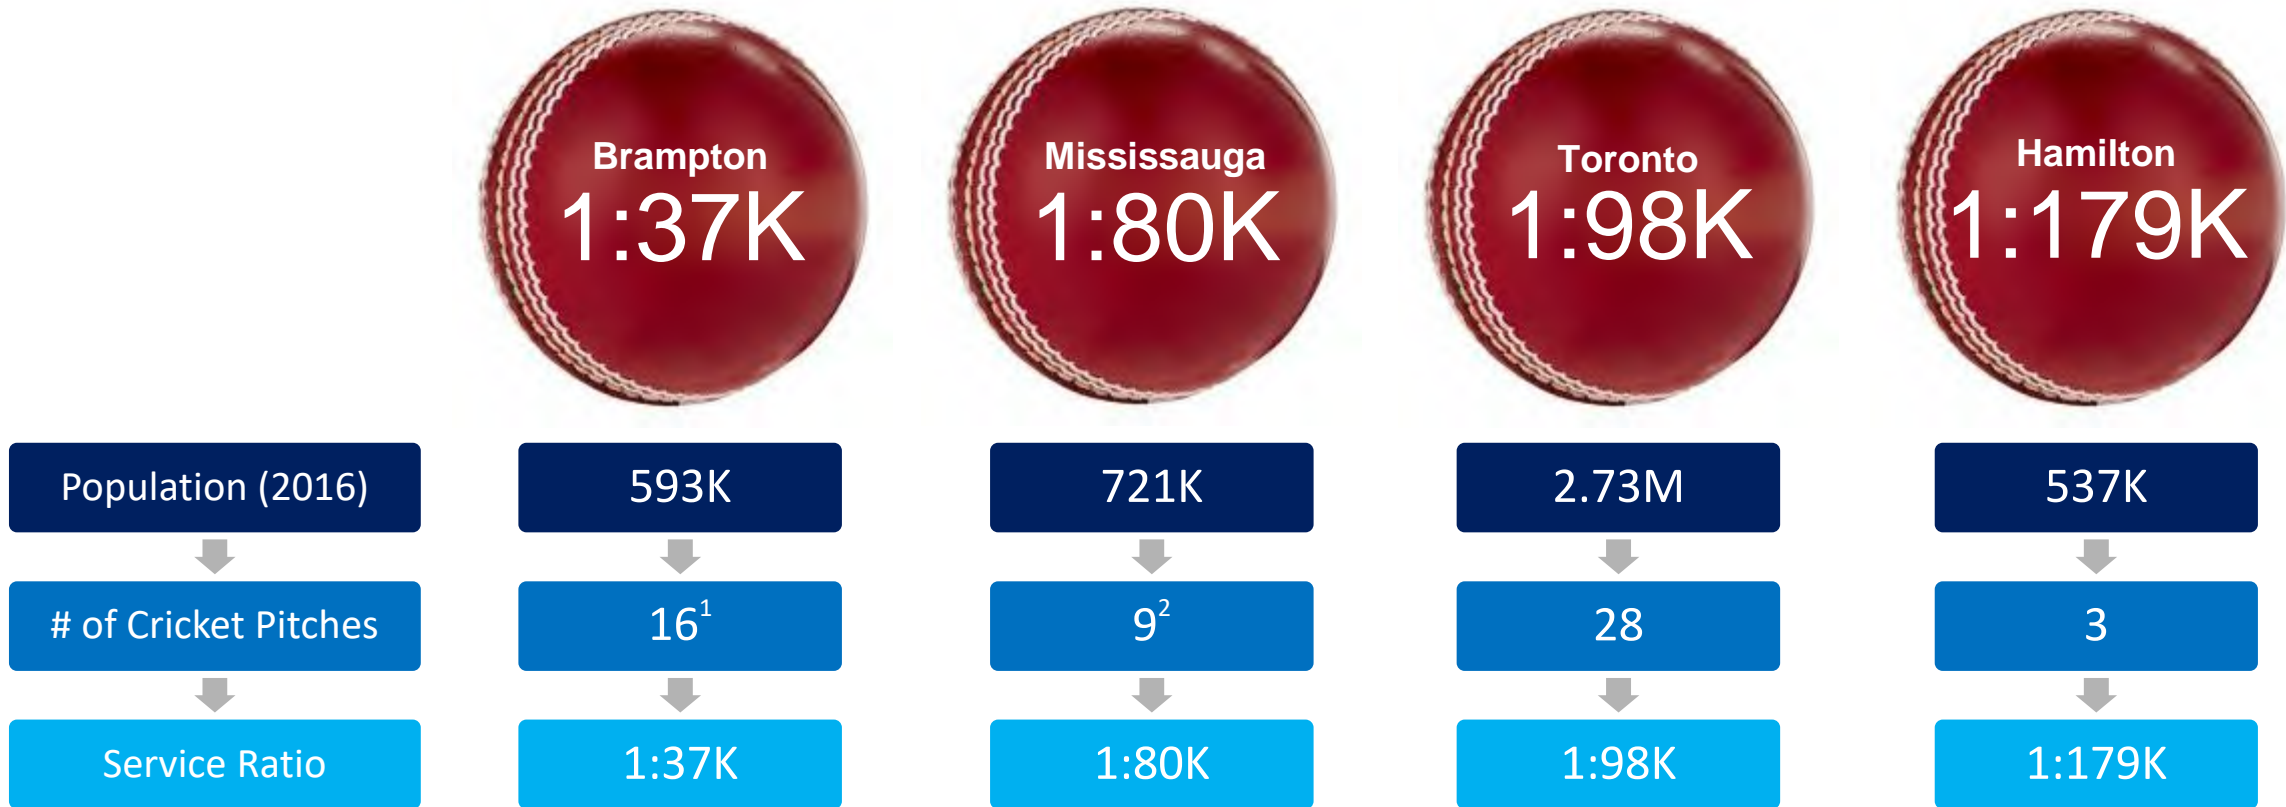 Brampton
1:37K
Mississauga
1:80K
Toronto
1:98K
Hamilton
1:179K
Population (2016)
593K
721K
2.73M
537K
# of Cricket Pitches
16¹
9²
28
3
Service Ratio
1:37K
1:80K
1:98K
1:179K